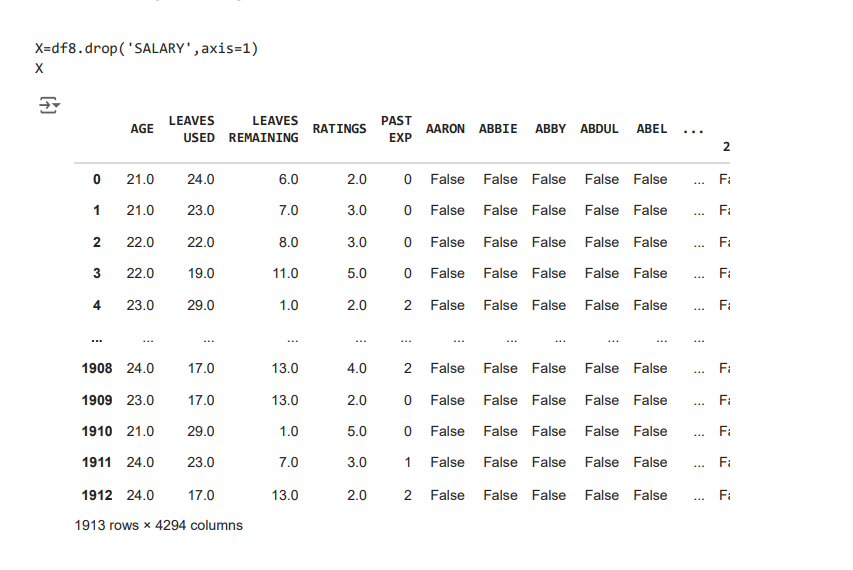 X=df8.drop('SALARY',axis=1)
X
AGE LEAVES USED LEAVES REMAINING RATINGS PAST EXP AARON ABBIE ABBY ABDUL ABEL ... 2
0 21.0 24.0 6.0 2.0 0 False False False False False ... Fa
1 21.0 23.0 7.0 3.0 0 False False False False False ... Fa
2 22.0 22.0 8.0 3.0 0 False False False False False ... Fa
3 22.0 19.0 11.0 5.0 0 False False False False False ... Fa
4 23.0 29.0 1.0 2.0 2 False False False False False ... Fa
... ... ... ... ... ... ... ... ... ... ... ...
1908 24.0 17.0 13.0 4.0 2 False False False False False ... Fa
1909 23.0 17.0 13.0 2.0 0 False False False False False ... Fa
1910 21.0 29.0 1.0 5.0 0 False False False False False ... Fa
1911 24.0 23.0 7.0 3.0 1 False False False False False ... Fa
1912 24.0 17.0 13.0 2.0 2 False False False False False ... Fa
1913 rows × 4294 columns